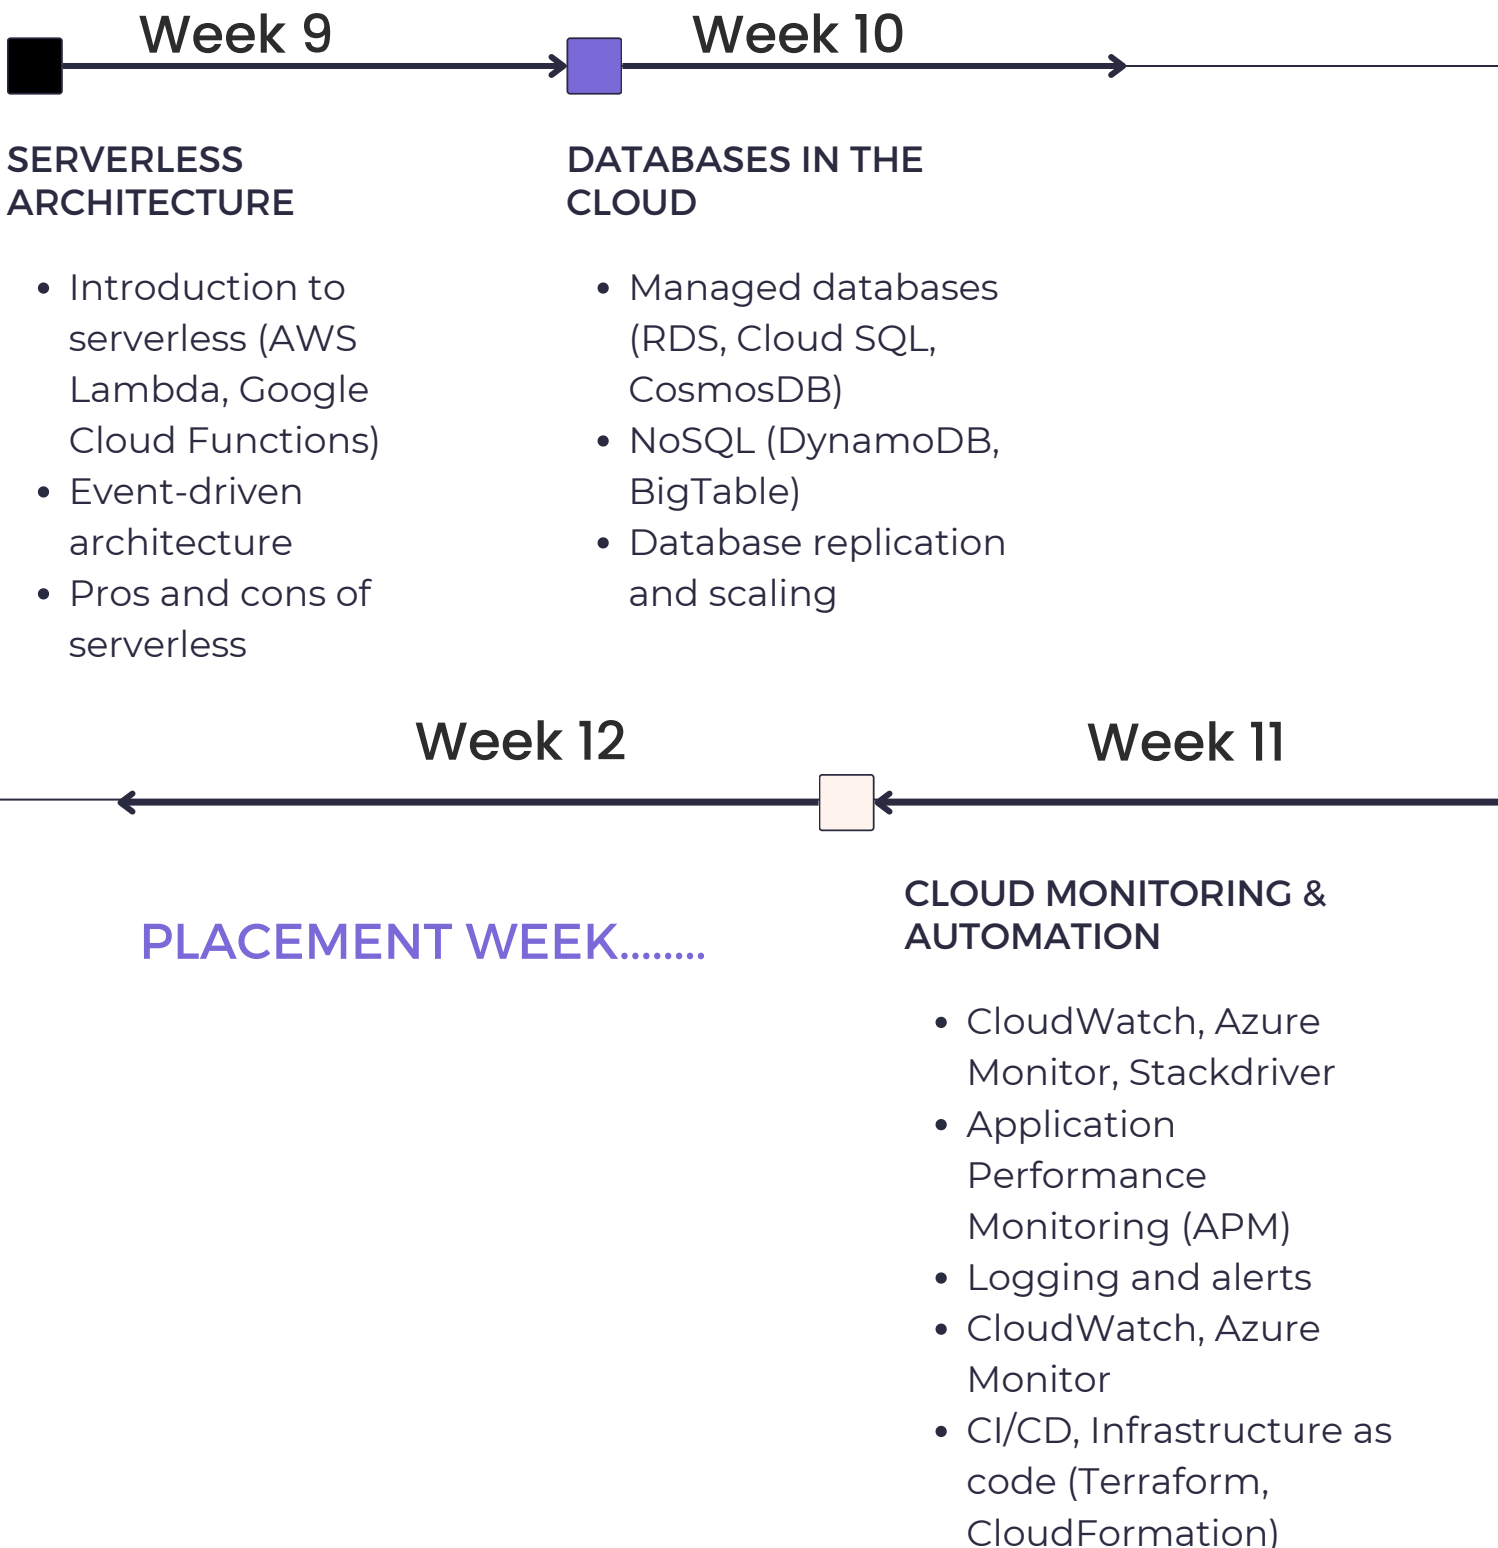 Week 9
SERVERLESS
ARCHITECTURE
• Introduction to
serverless (AWS
Lambda, Google
Cloud Functions)
• Event-driven
architecture
• Pros and cons of
serverless
Week 10
DATABASES IN THE
CLOUD
• Managed databases
(RDS, Cloud SQL,
CosmosDB)
• NoSQL (DynamoDB,
BigTable)
• Database replication
and scaling
Week 11
CLOUD MONITORING &
AUTOMATION
• CloudWatch, Azure
Monitor, Stackdriver
• Application
Performance
Monitoring (APM)
• Logging and alerts
• CloudWatch, Azure
Monitor
• CI/CD, Infrastructure as
code (Terraform,
CloudFormation)
Week 12
PLACEMENT WEEK........